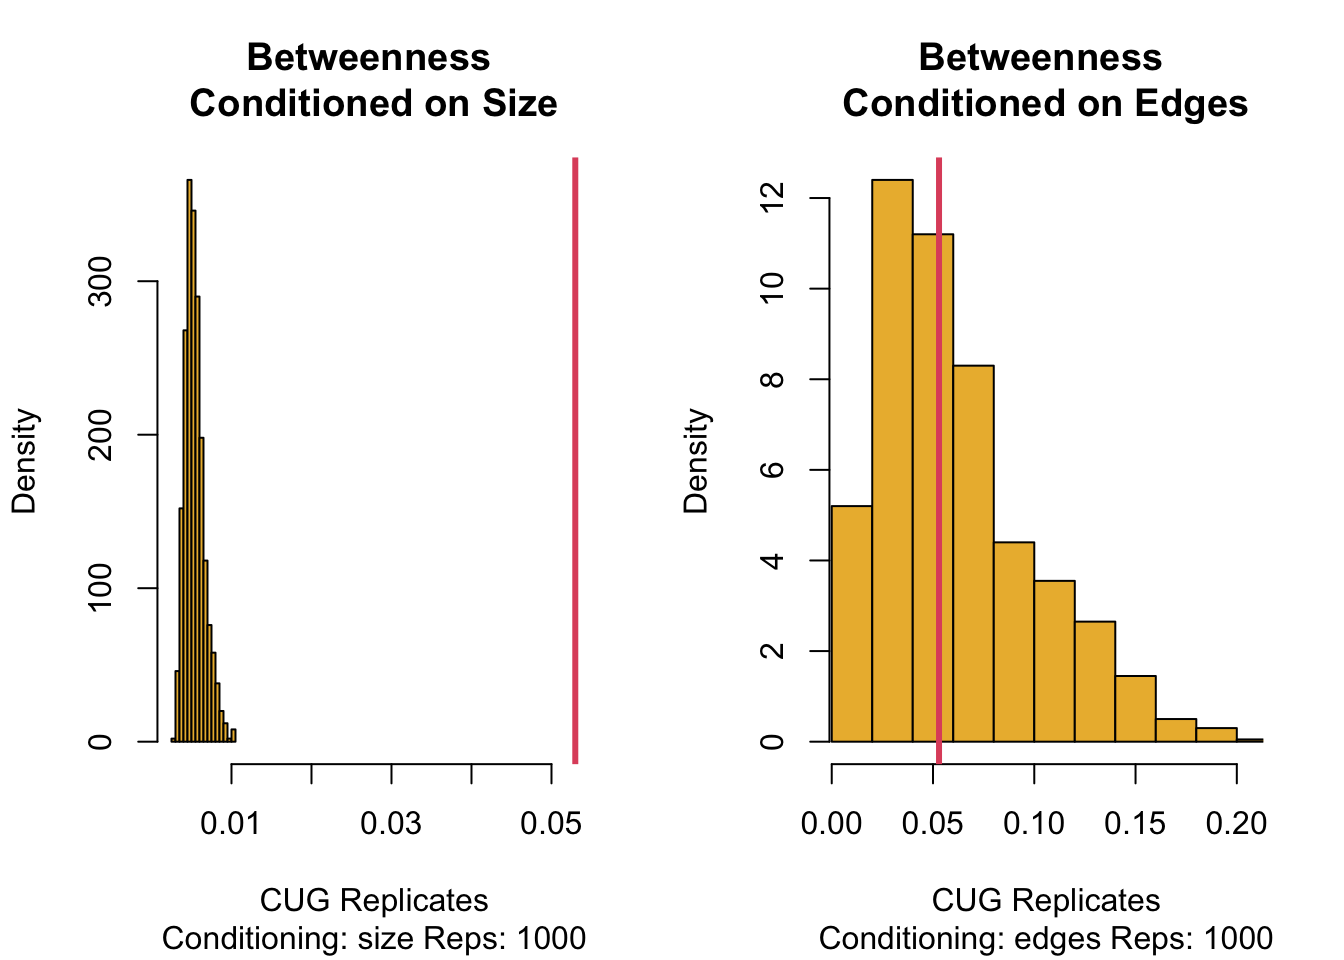 Betweenness
Conditioned on Size
Density
300
200
100
0
0.01 0.03 0.05
CUG Replicates
Conditioning: size Reps: 1000
Betweenness
Conditioned on Edges
Density
12
10
8
6
4
2
0
0.00 0.05 0.10 0.15 0.20
CUG Replicates
Conditioning: edges Reps: 1000